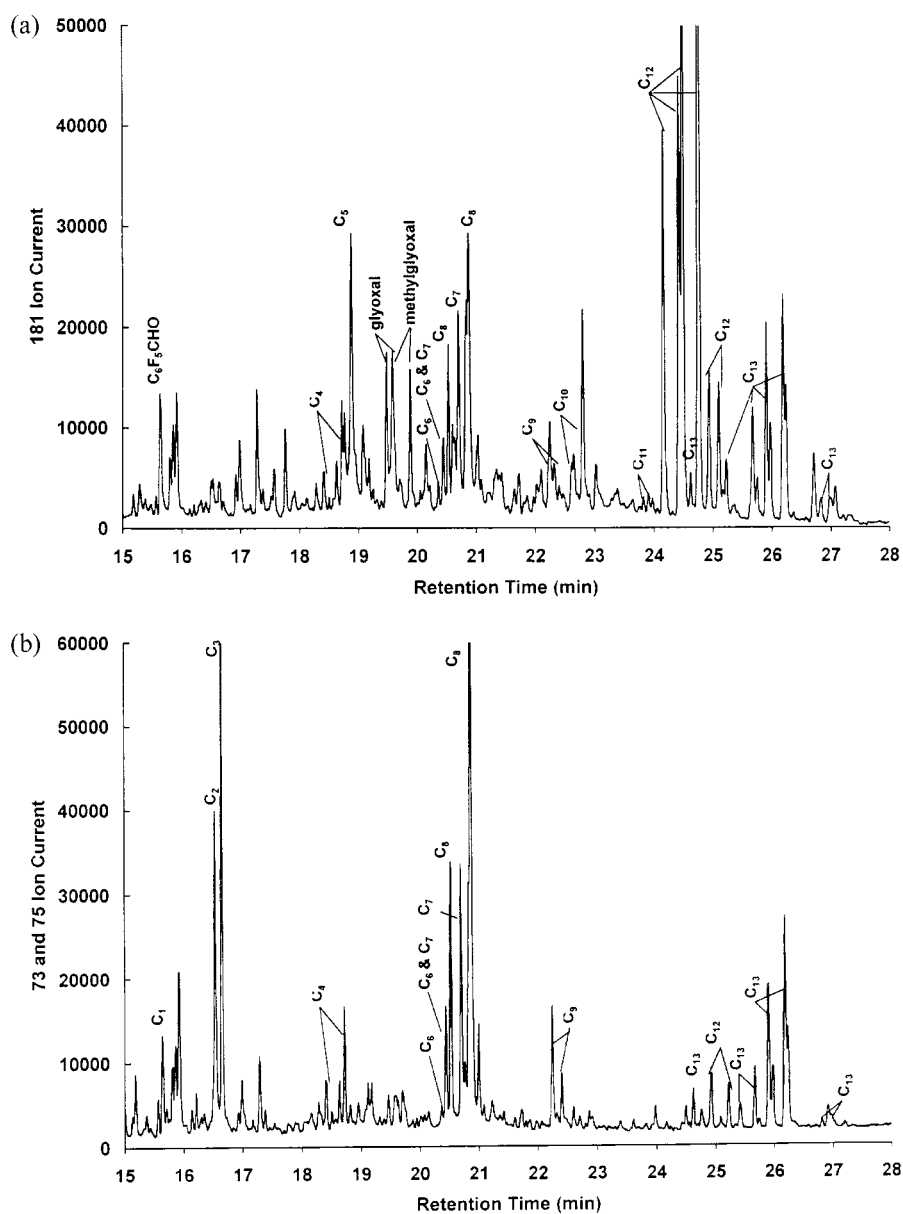 (a)
50000
40000
30000
20000
10000
0
181 Ion Current
C₆F₅CHO
C₄
C₅
glyoxal
methylglyoxal
C₆ & C₇
C₆
C₈
C₇
C₈
C₉
C₁₀
C₁₁
C₁₂
C₁₃
C₁₂
C₁₃
C₁₃
15 16 17 18 19 20 21 22 23 24 25 26 27 28
Retention Time (min)
(b)
60000
50000
40000
30000
20000
10000
0
73 and 75 Ion Current
C₁
C₂
C₃
C₄
C₆
C₆ & C₇
C₇
C₈
C₈
C₉
C₁₃
C₁₂
C₁₃
C₁₃
C₁₃
15 16 17 18 19 20 21 22 23 24 25 26 27 28
Retention Time (min)